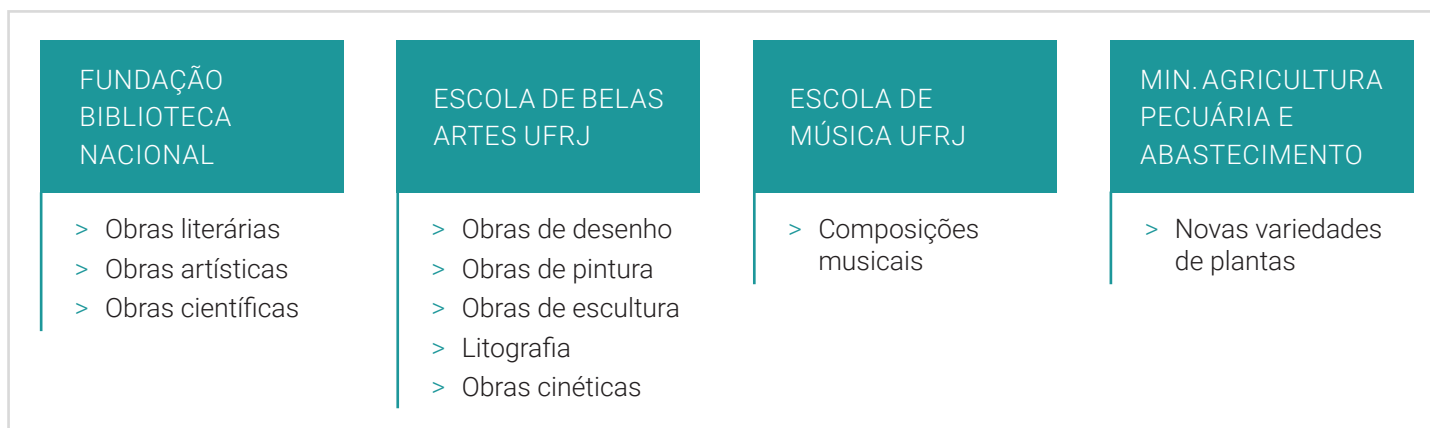 FUNDAÇÃO
BIBLIOTECA
NACIONAL
> Obras literárias
> Obras artísticas
> Obras científicas
ESCOLA DE BELAS
ARTES UFRJ
> Obras de desenho
> Obras de pintura
> Obras de escultura
> Litografia
> Obras cinéticas
ESCOLA DE
MÚSICA UFRJ
> Composições
musicais
MIN. AGRICULTURA
PECUÁRIA E
ABASTECIMENTO
> Novas variedades
de plantas